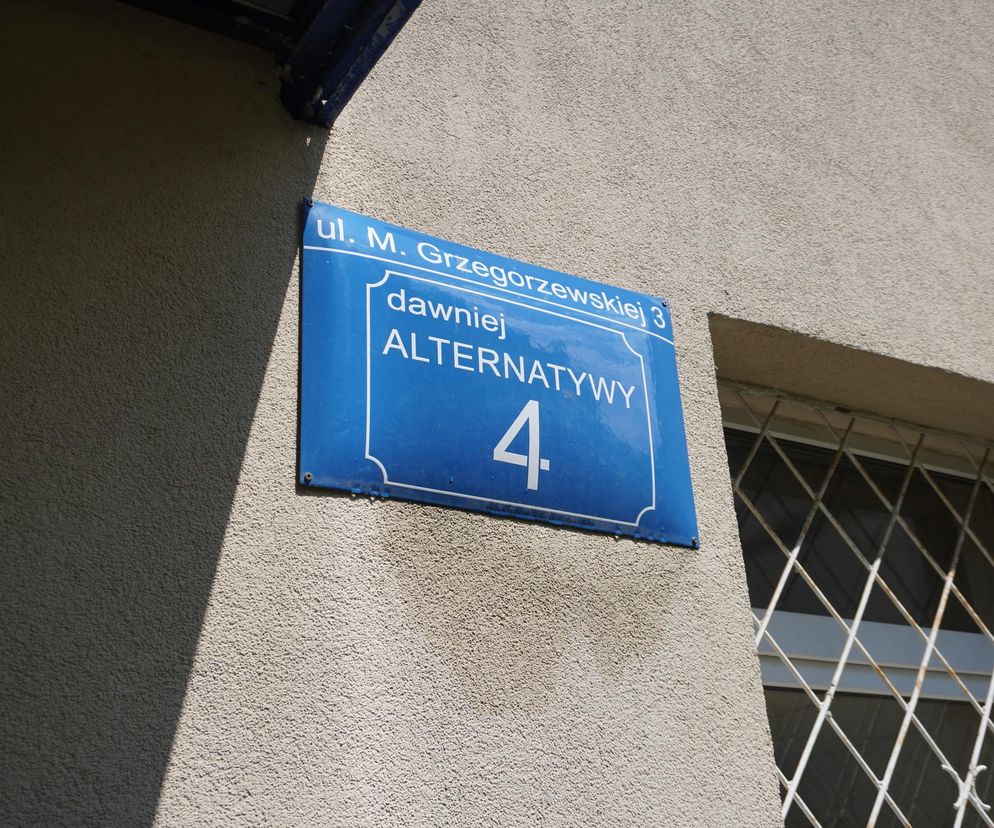 ul. M. Grzegorzewskiej 3
dawniej
ALTERNATYWY
4